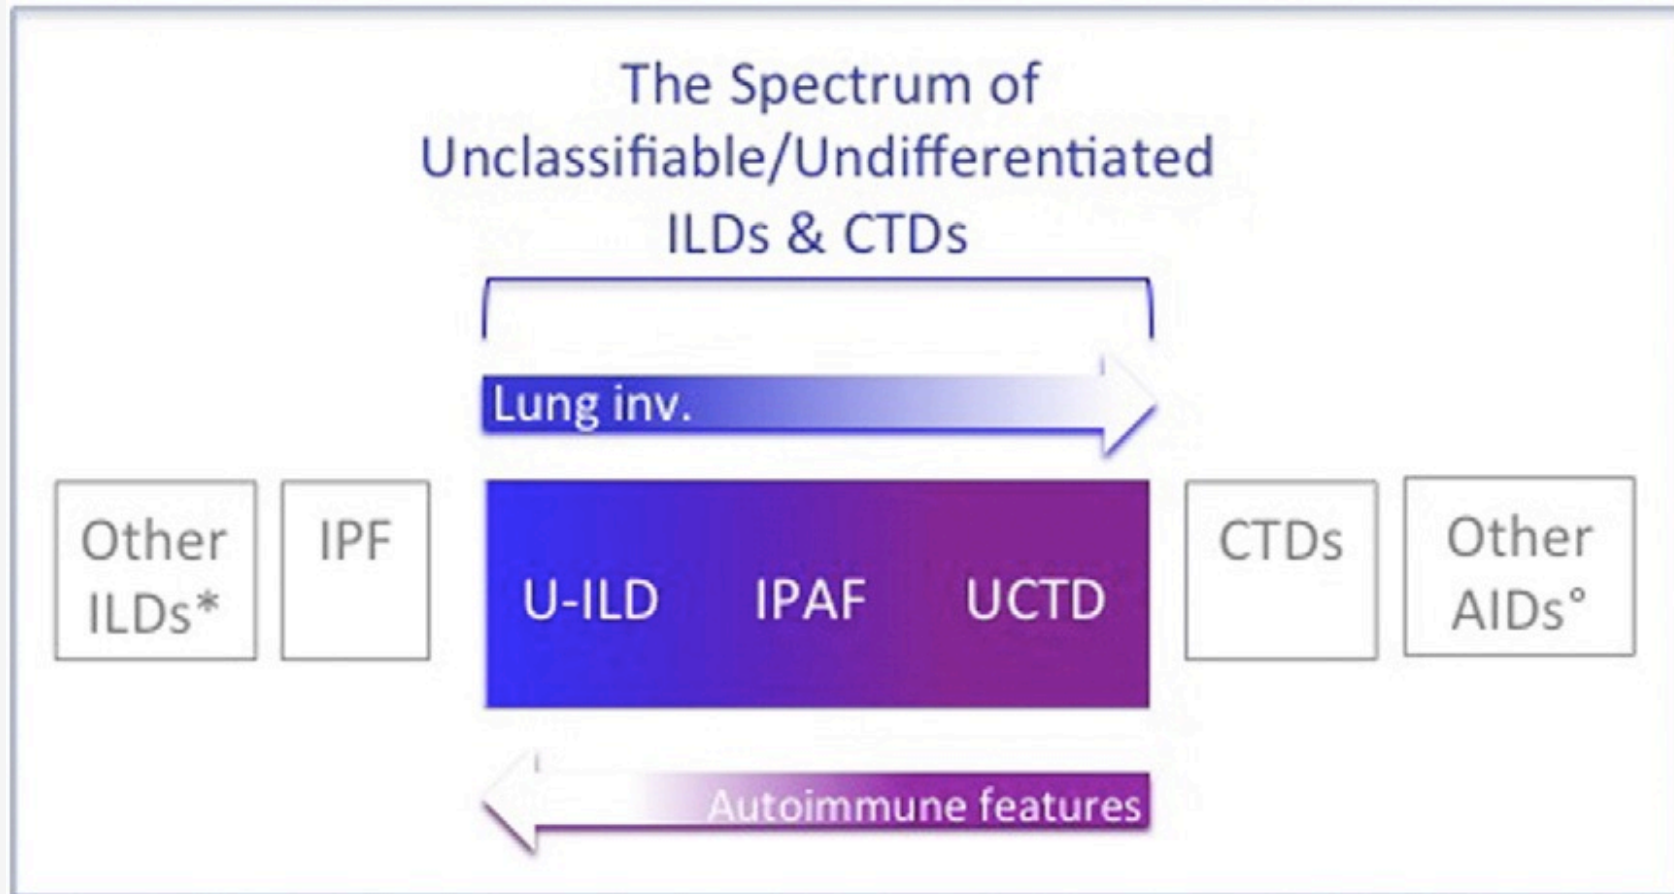 The Spectrum of
Unclassifiable/Undifferentiated
ILDs & CTDs
Lung inv.
Other
ILDs*
IPF
U-ILD
IPAF
UCTD
CTDs
Other
AIDs°
Autoimmune features